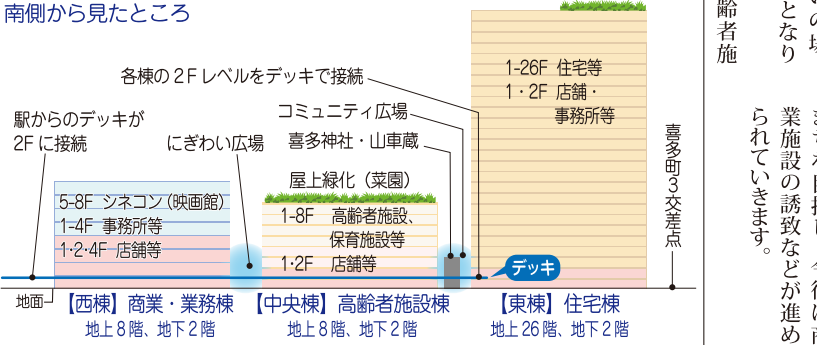 南側から見たところ
各棟の2Fレベルをデッキで接続
駅からのデッキが
2Fに接続
にぎわい広場
コミュニティ広場
喜多神社・山車蔵
屋上緑化(菜園)
5-8F シネコン(映画館)
1-4F 事務所等
1・2・4F 店舗等
1-8F 高齢者施設、
保育施設等
1・2F 店舗等
1-26F 住宅等
1・2F 店舗・
事務所等
喜多町3交差点
デッキ
地面
【西棟】商業・業務棟
地上8階、地下2階
【中央棟】高齢者施設棟
地上8階、地下2階
【東棟】住宅棟
地上26階、地下2階
となり
齢者施
業施設の誘致などが進め
られていきます。